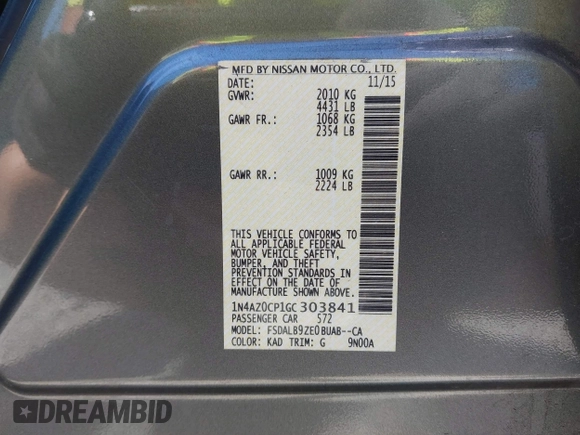 MFD BY NISSAN MOTOR CO., LTD.
DATE: 11/15
GVWR: 2010 KG
4431 LB
GAWR FR.: 1068 KG
2354 LB
GAWR RR.: 1009 KG
2224 LB
THIS VEHICLE CONFORMS TO
ALL APPLICABLE FEDERAL
MOTOR VEHICLE SAFETY,
BUMPER, AND THEFT
PREVENTION STANDARDS IN
EFFECT ON THE DATE OF
MANUFACTURE SHOWN ABOVE.
1N4AZ0CP1GC303841
PASSENGER CAR 572
MODEL: FSDALB9ZE0BUAB--CA
COLOR: KAD TRIM: G 9N00A
DREAMBID